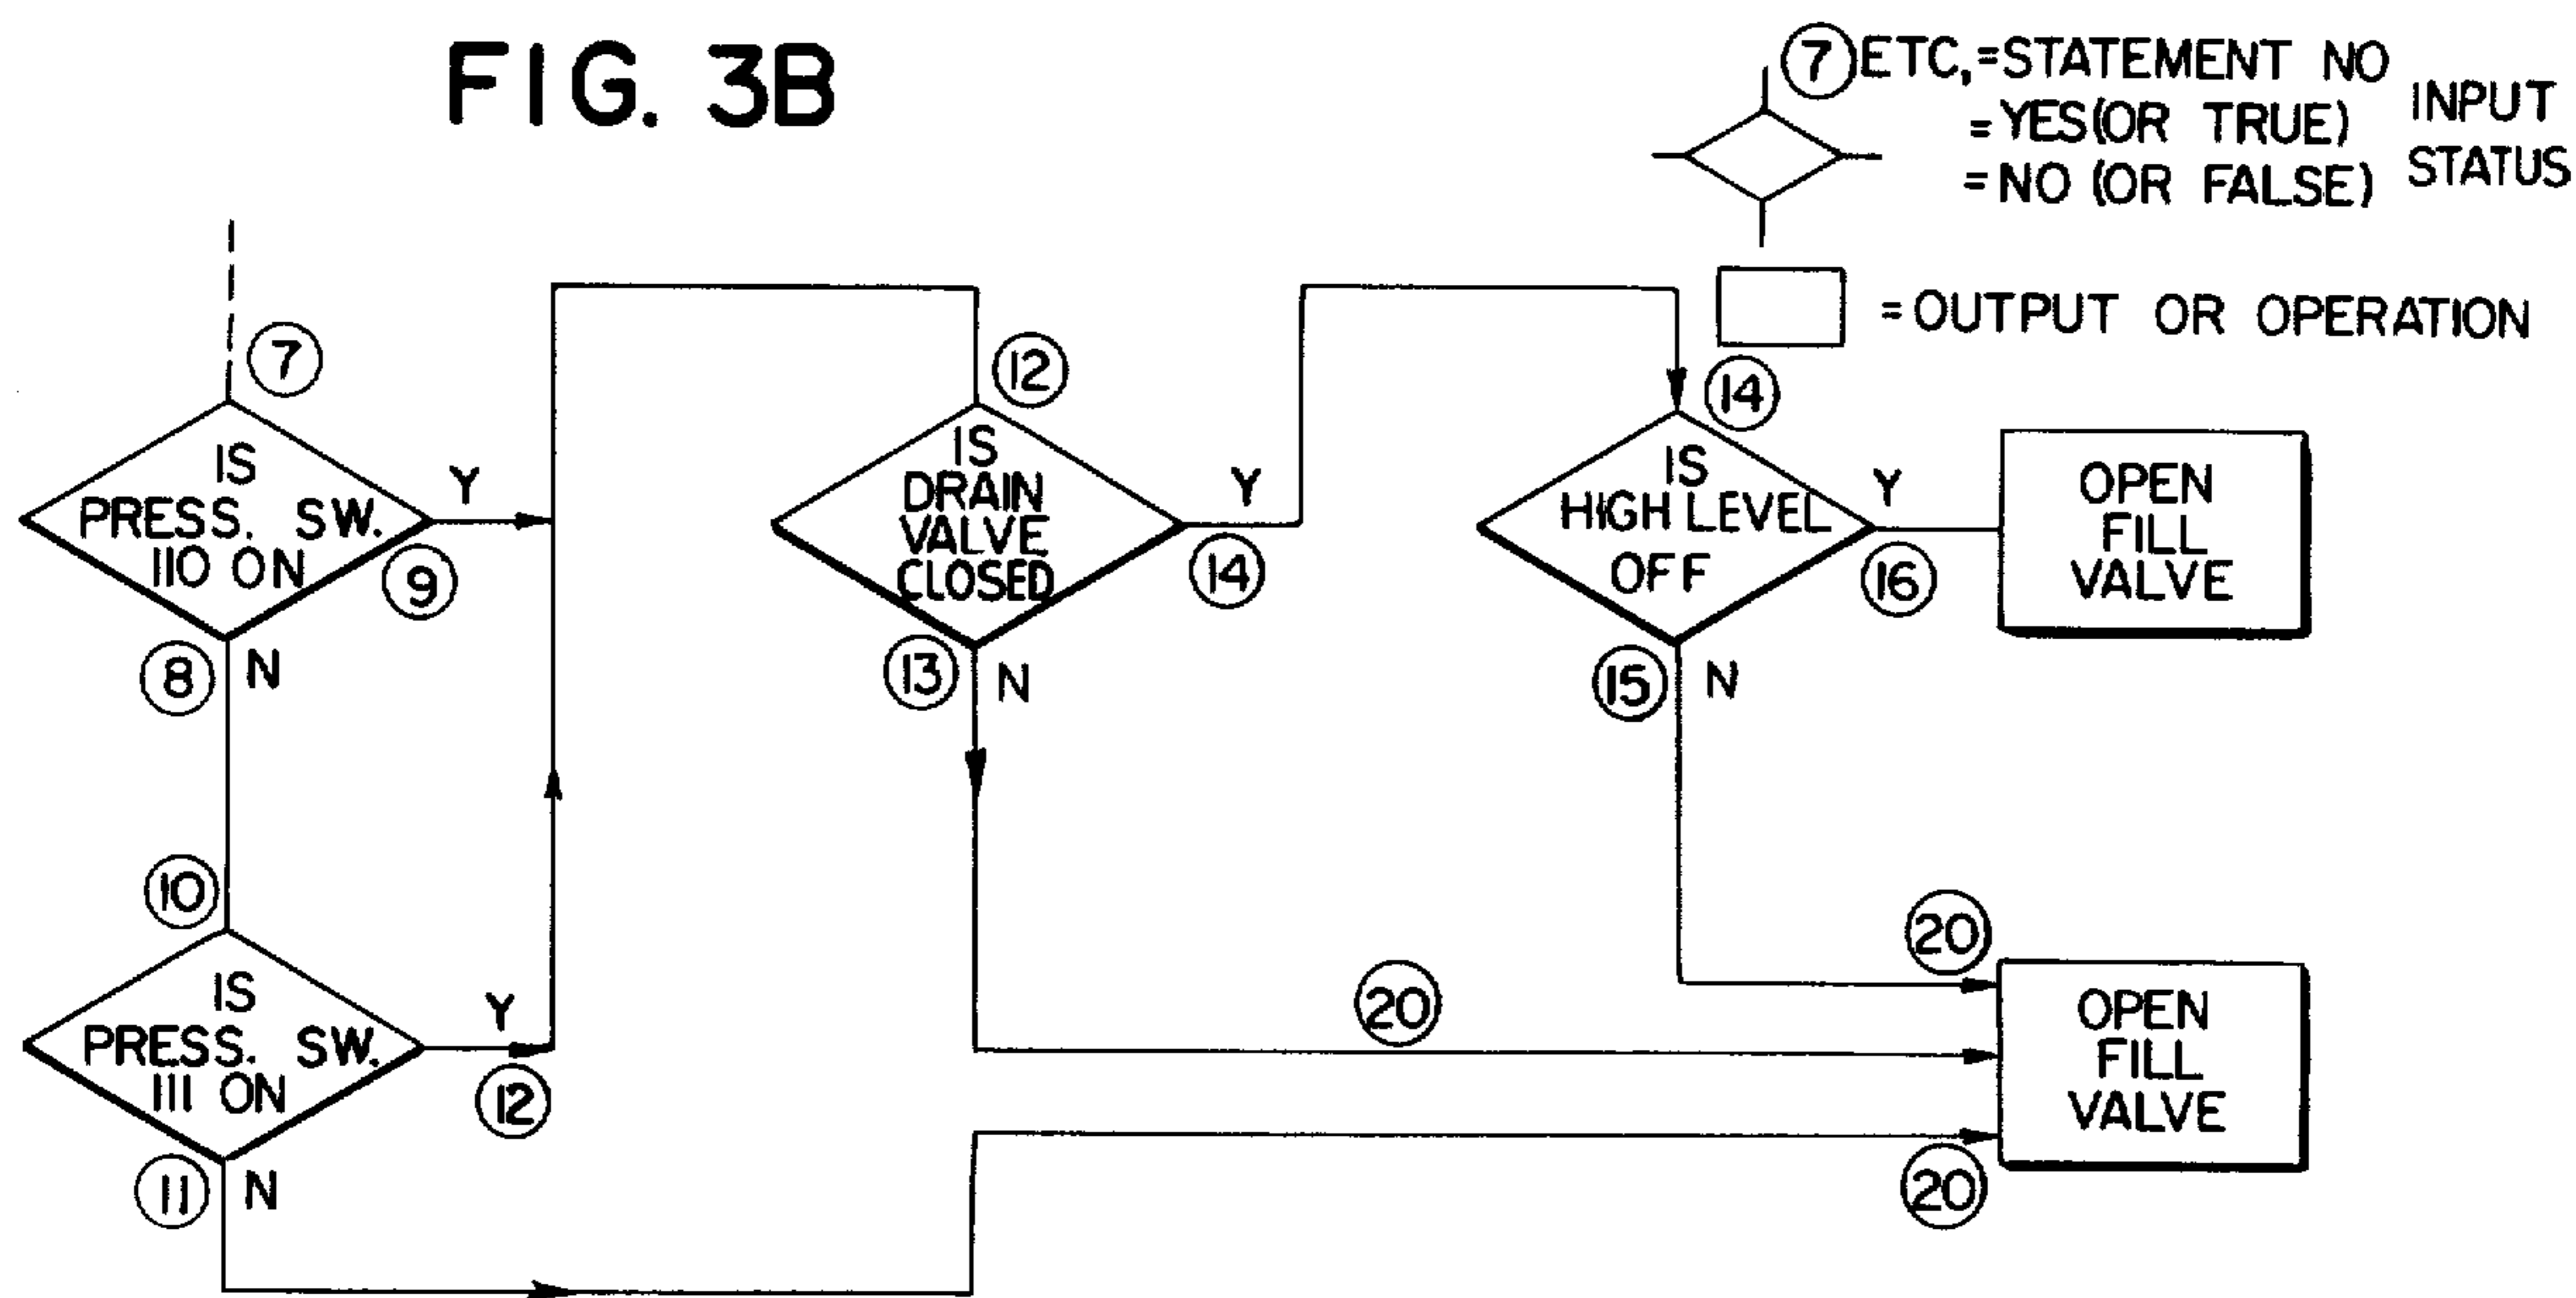 FIG. 3B
7 ETC,=STATEMENT NO
=YES(OR TRUE)
=NO (OR FALSE)
INPUT
STATUS
=OUTPUT OR OPERATION
7
IS
PRESS. SW.
110 ON
Y
9
8
N
10
IS
PRESS. SW.
111 ON
Y
12
11
N
12
IS
DRAIN
VALVE
CLOSED
Y
14
13
N
20
14
IS
HIGH LEVEL
OFF
Y
16
15
N
OPEN
FILL
VALVE
20
OPEN
FILL
VALVE
20